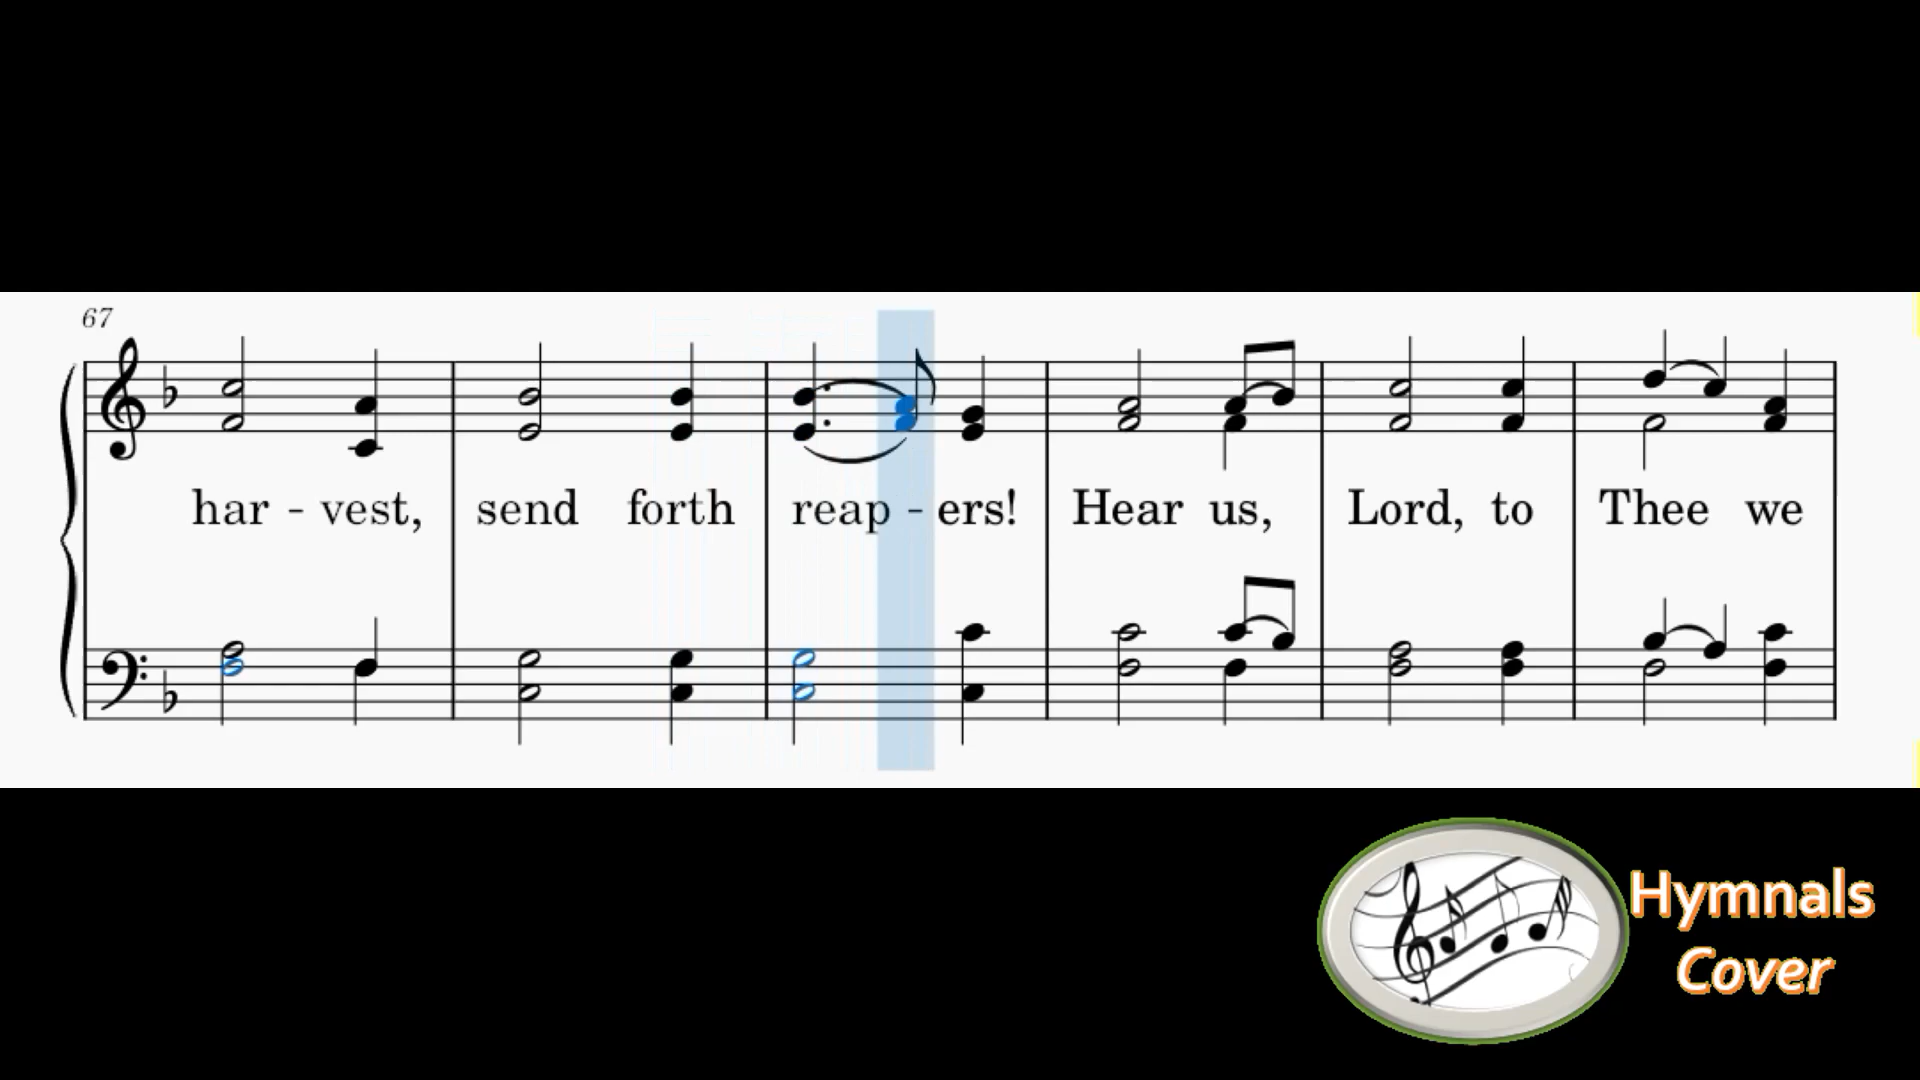 67
har - vest, send forth reap - ers! Hear us, Lord, to Thee we
Hymnals
Cover